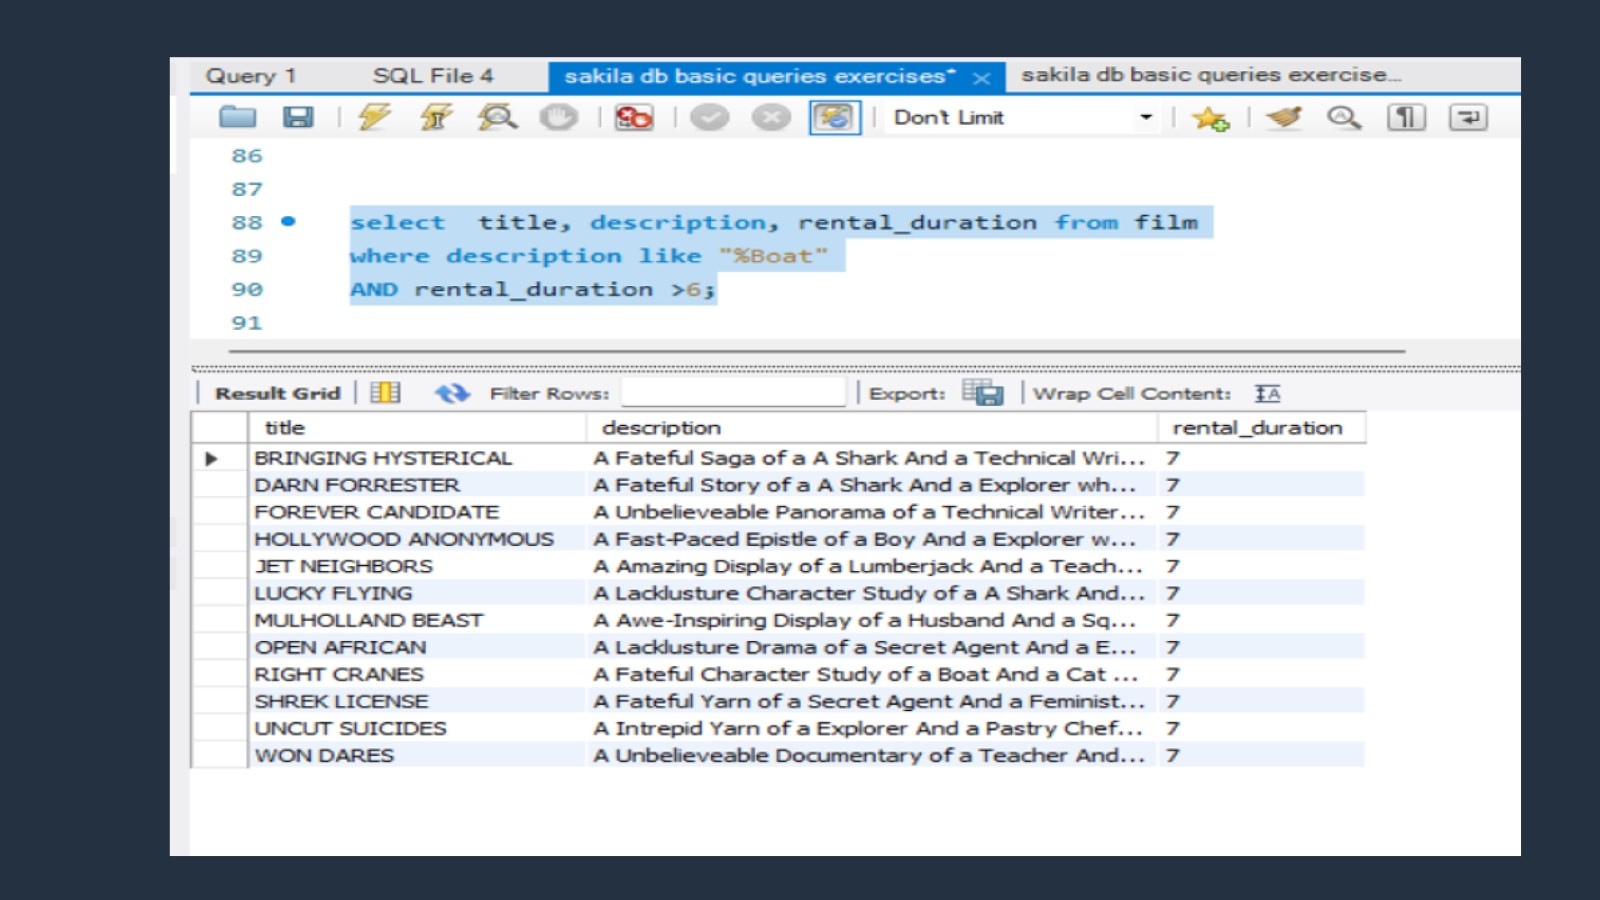 Query 1 SQL File 4 sakila db basic queries exercises* sakila db basic queries exercise...
Don't Limit
86
87
88 select title, description, rental_duration from film
89 where description like "%Boat"
90 AND rental_duration >6;
91
Result Grid Filter Rows: Export: Wrap Cell Content:
title description rental_duration
BRINGING HYSTERICAL A Fateful Saga of a A Shark And a Technical Wri... 7
DARN FORRESTER A Fateful Story of a A Shark And a Explorer wh... 7
FOREVER CANDIDATE A Unbelieveable Panorama of a Technical Writer... 7
HOLLYWOOD ANONYMOUS A Fast-Paced Epistle of a Boy And a Explorer w... 7
JET NEIGHBORS A Amazing Display of a Lumberjack And a Teach... 7
LUCKY FLYING A Lacklusture Character Study of a A Shark And... 7
MULHOLLAND BEAST A Awe-Inspiring Display of a Husband And a Sq... 7
OPEN AFRICAN A Lacklusture Drama of a Secret Agent And a E... 7
RIGHT CRANES A Fateful Character Study of a Boat And a Cat ... 7
SHREK LICENSE A Fateful Yarn of a Secret Agent And a Feminist... 7
UNCUT SUICIDES A Intrepid Yarn of a Explorer And a Pastry Chef... 7
WON DARES A Unbelieveable Documentary of a Teacher And... 7